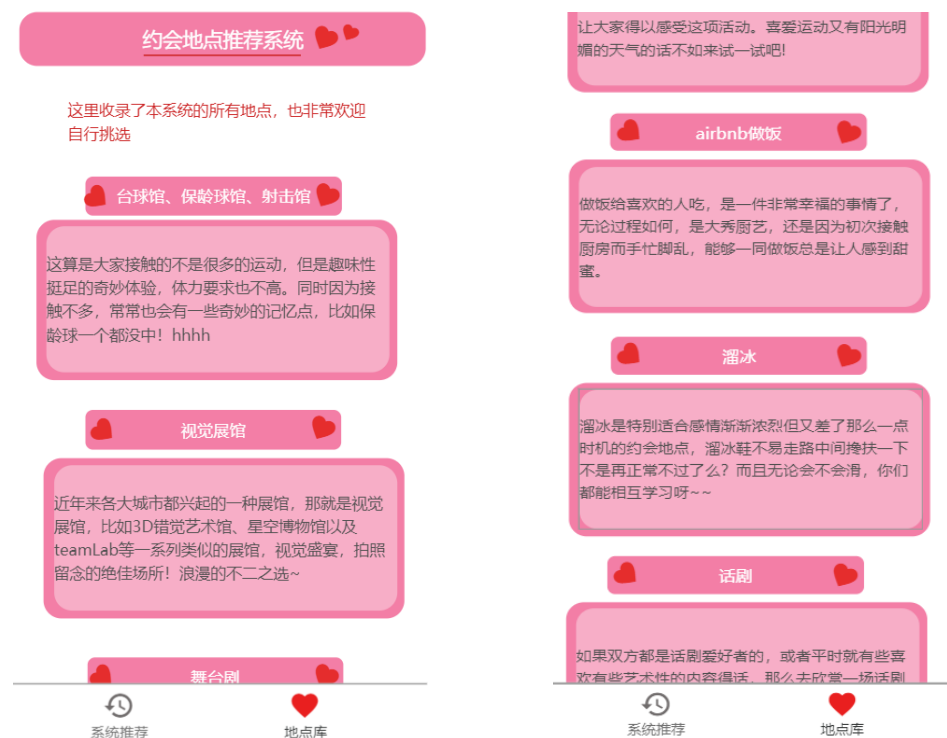 约会地点推荐系统
这里收录了本系统的所有地点，也非常欢迎
自行挑选
台球馆、保龄球馆、射击馆
这算是大家接触的不是很多的运动，但是趣味性
挺足的奇妙体验，体力要求也不高。同时因为接
触不多，常常也会有一些奇妙的记忆点，比如保
龄球一个都没中！hhhh
视觉展馆
近年来各大城市都兴起的一种展馆，那就是视觉
展馆，比如3D错觉艺术馆、星空博物馆以及
teamLab等一系列类似的展馆，视觉盛宴，拍照
留念的绝佳场所！浪漫的不二之选~
舞台剧
系统推荐
地点库
让大家得以感受这项活动。喜爱运动又有阳光明
媚的天气的话不如来试一试吧!
airbnb做饭
做饭给喜欢的人吃，是一件非常幸福的事情了，
无论过程如何，是大秀厨艺，还是因为初次接触
厨房而手忙脚乱，能够一同做饭总是让人感到甜
蜜。
溜冰
溜冰是特别适合感情渐渐浓烈但又差了那么一点
时机的约会地点，溜冰鞋不易走路中间搀扶一下
不是再正常不过了么？而且无论会不会滑，你们
都能相互学习呀~~
话剧
如果双方都是话剧爱好者的，或者平时就有些喜
欢有些艺术性的内容得话，那么去欣赏一场话剧
系统推荐
地点库